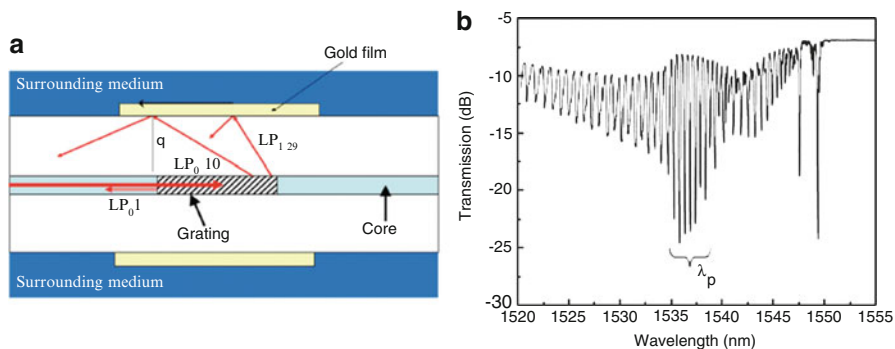 a
Gold film
Surrounding medium
q
LP1 29
LP0 10
LP01
Grating
Core
Surrounding medium
b
Transmission (dB)
-5
-10
-15
-20
-25
-30
λp
1520 1525 1530 1535 1540 1545 1550 1555
Wavelength (nm)